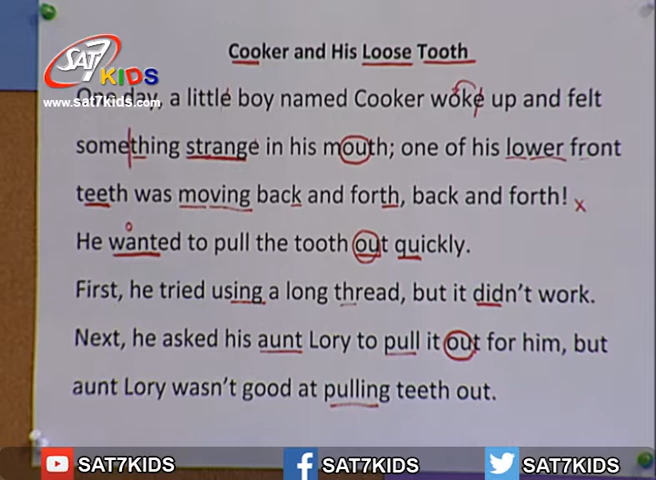 Cooker and His Loose Tooth
SAT7 KIDS
One day, a little boy named Cooker woke up and felt
www.sat7kids.com
something strange in his mouth; one of his lower front
teeth was moving back and forth, back and forth! x
He wanted to pull the tooth out quickly.
First, he tried using a long thread, but it didn't work.
Next, he asked his aunt Lory to pull it out for him, but
aunt Lory wasn't good at pulling teeth out.
SAT7KIDS SAT7KIDS SAT7KIDS